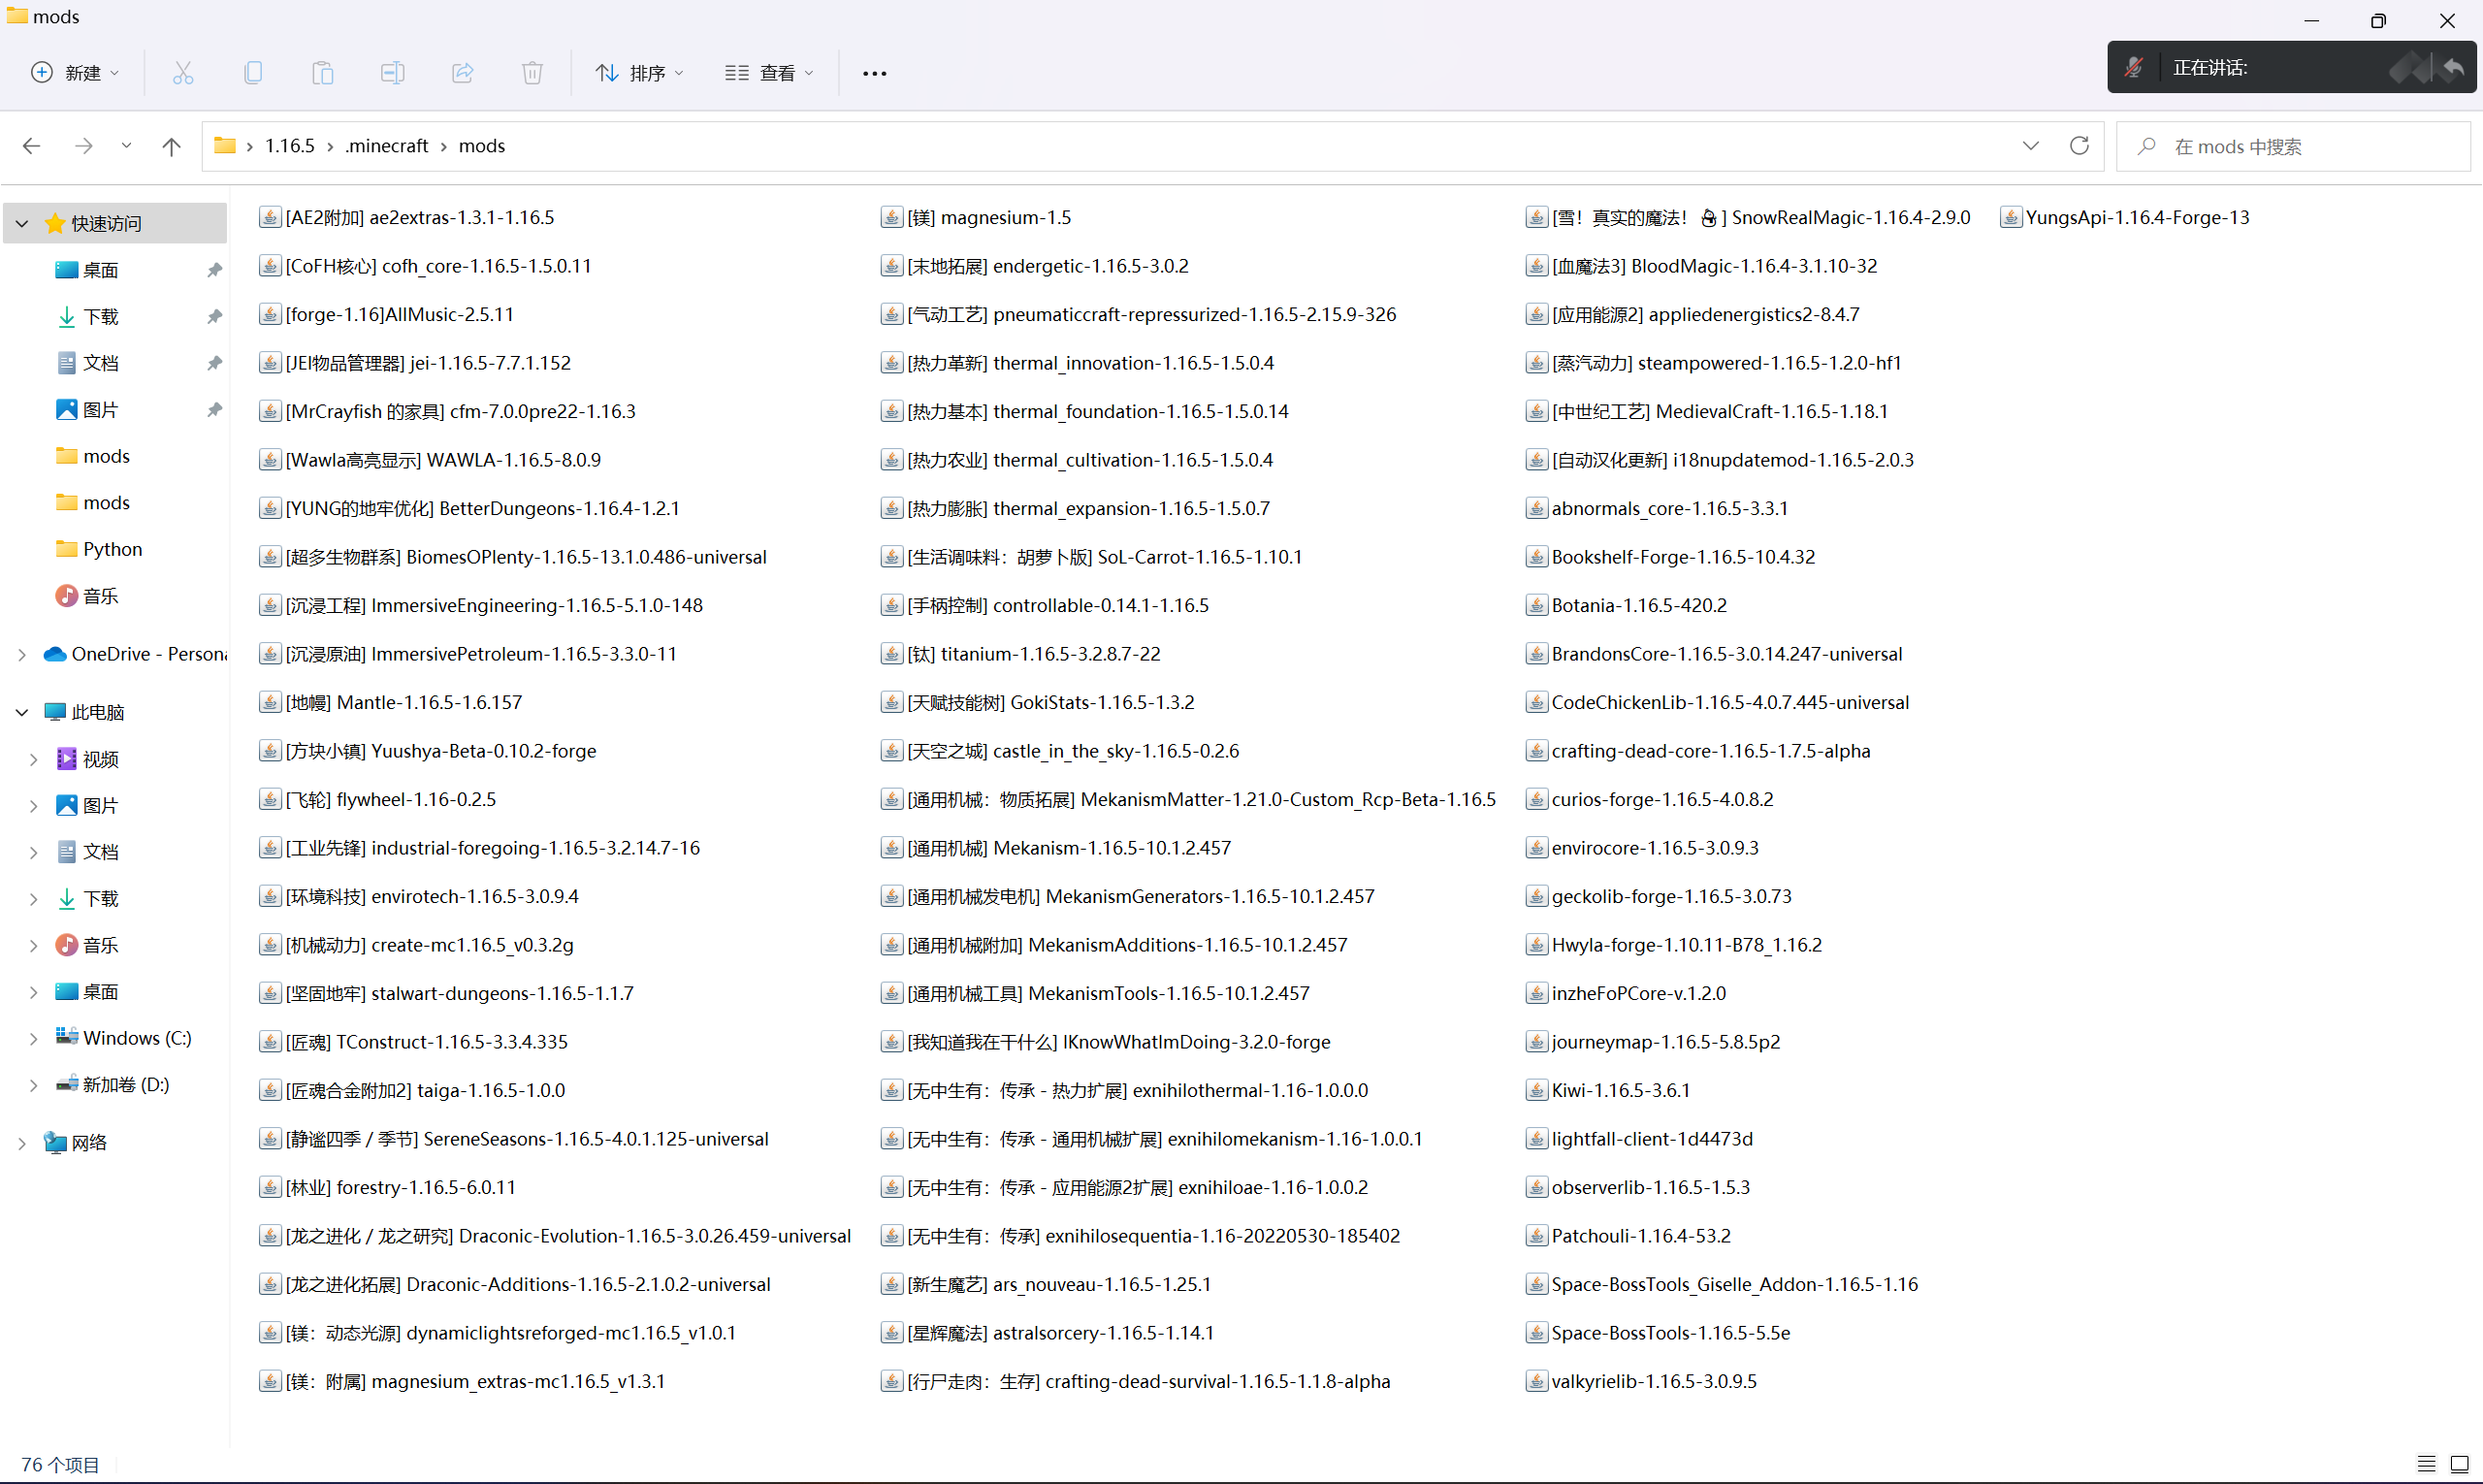 mods
新建
排序
查看
正在讲话:
1.16.5 › .minecraft › mods
在 mods 中搜索
快速访问
桌面
下载
文档
图片
mods
mods
Python
音乐
OneDrive - Persona
此电脑
视频
图片
文档
下载
音乐
桌面
Windows (C:)
新加卷 (D:)
网络
[AE2附加] ae2extras-1.3.1-1.16.5
[CoFH核心] cofh_core-1.16.5-1.5.0.11
[forge-1.16]AllMusic-2.5.11
[JEI物品管理器] jei-1.16.5-7.7.1.152
[MrCrayfish 的家具] cfm-7.0.0pre22-1.16.3
[Wawla高亮显示] WAWLA-1.16.5-8.0.9
[YUNG的地牢优化] BetterDungeons-1.16.4-1.2.1
[超多生物群系] BiomesOPlenty-1.16.5-13.1.0.486-universal
[沉浸工程] ImmersiveEngineering-1.16.5-5.1.0-148
[沉浸原油] ImmersivePetroleum-1.16.5-3.3.0-11
[地幔] Mantle-1.16.5-1.6.157
[方块小镇] Yuushya-Beta-0.10.2-forge
[飞轮] flywheel-1.16-0.2.5
[工业先锋] industrial-foregoing-1.16.5-3.2.14.7-16
[环境科技] envirotech-1.16.5-3.0.9.4
[机械动力] create-mc1.16.5_v0.3.2g
[坚固地牢] stalwart-dungeons-1.16.5-1.1.7
[匠魂] TConstruct-1.16.5-3.3.4.335
[匠魂合金附加2] taiga-1.16.5-1.0.0
[静谧四季 / 季节] SereneSeasons-1.16.5-4.0.1.125-universal
[林业] forestry-1.16.5-6.0.11
[龙之进化 / 龙之研究] Draconic-Evolution-1.16.5-3.0.26.459-universal
[龙之进化拓展] Draconic-Additions-1.16.5-2.1.0.2-universal
[镁：动态光源] dynamiclightsreforged-mc1.16.5_v1.0.1
[镁：附属] magnesium_extras-mc1.16.5_v1.3.1
[镁] magnesium-1.5
[末地拓展] endergetic-1.16.5-3.0.2
[气动工艺] pneumaticcraft-repressurized-1.16.5-2.15.9-326
[热力革新] thermal_innovation-1.16.5-1.5.0.4
[热力基本] thermal_foundation-1.16.5-1.5.0.14
[热力农业] thermal_cultivation-1.16.5-1.5.0.4
[热力膨胀] thermal_expansion-1.16.5-1.5.0.7
[生活调味料：胡萝卜版] SoL-Carrot-1.16.5-1.10.1
[手柄控制] controllable-0.14.1-1.16.5
[钛] titanium-1.16.5-3.2.8.7-22
[天赋技能树] GokiStats-1.16.5-1.3.2
[天空之城] castle_in_the_sky-1.16.5-0.2.6
[通用机械：物质拓展] MekanismMatter-1.21.0-Custom_Rcp-Beta-1.16.5
[通用机械] Mekanism-1.16.5-10.1.2.457
[通用机械发电机] MekanismGenerators-1.16.5-10.1.2.457
[通用机械附加] MekanismAdditions-1.16.5-10.1.2.457
[通用机械工具] MekanismTools-1.16.5-10.1.2.457
[我知道我在干什么] IKnowWhatImDoing-3.2.0-forge
[无中生有：传承 - 热力扩展] exnihilothermal-1.16-1.0.0.0
[无中生有：传承 - 通用机械扩展] exnihilomekanism-1.16-1.0.0.1
[无中生有：传承 - 应用能源2扩展] exnihiloae-1.16-1.0.0.2
[无中生有：传承] exnihilosequentia-1.16-20220530-185402
[新生魔艺] ars_nouveau-1.16.5-1.25.1
[星辉魔法] astralsorcery-1.16.5-1.14.1
[行尸走肉：生存] crafting-dead-survival-1.16.5-1.1.8-alpha
[雪！真实的魔法！☃] SnowRealMagic-1.16.4-2.9.0
[血魔法3] BloodMagic-1.16.4-3.1.10-32
[应用能源2] appliedenergistics2-8.4.7
[蒸汽动力] steampowered-1.16.5-1.2.0-hf1
[中世纪工艺] MedievalCraft-1.16.5-1.18.1
[自动汉化更新] i18nupdatemod-1.16.5-2.0.3
abnormals_core-1.16.5-3.3.1
Bookshelf-Forge-1.16.5-10.4.32
Botania-1.16.5-420.2
BrandonsCore-1.16.5-3.0.14.247-universal
CodeChickenLib-1.16.5-4.0.7.445-universal
crafting-dead-core-1.16.5-1.7.5-alpha
curios-forge-1.16.5-4.0.8.2
envirocore-1.16.5-3.0.9.3
geckolib-forge-1.16.5-3.0.73
Hwyla-forge-1.10.11-B78_1.16.2
inzheFoPCore-v.1.2.0
journeymap-1.16.5-5.8.5p2
Kiwi-1.16.5-3.6.1
lightfall-client-1d4473d
observerlib-1.16.5-1.5.3
Patchouli-1.16.4-53.2
Space-BossTools_Giselle_Addon-1.16.5-1.16
Space-BossTools-1.16.5-5.5e
valkyrielib-1.16.5-3.0.9.5
YungsApi-1.16.4-Forge-13
76 个项目